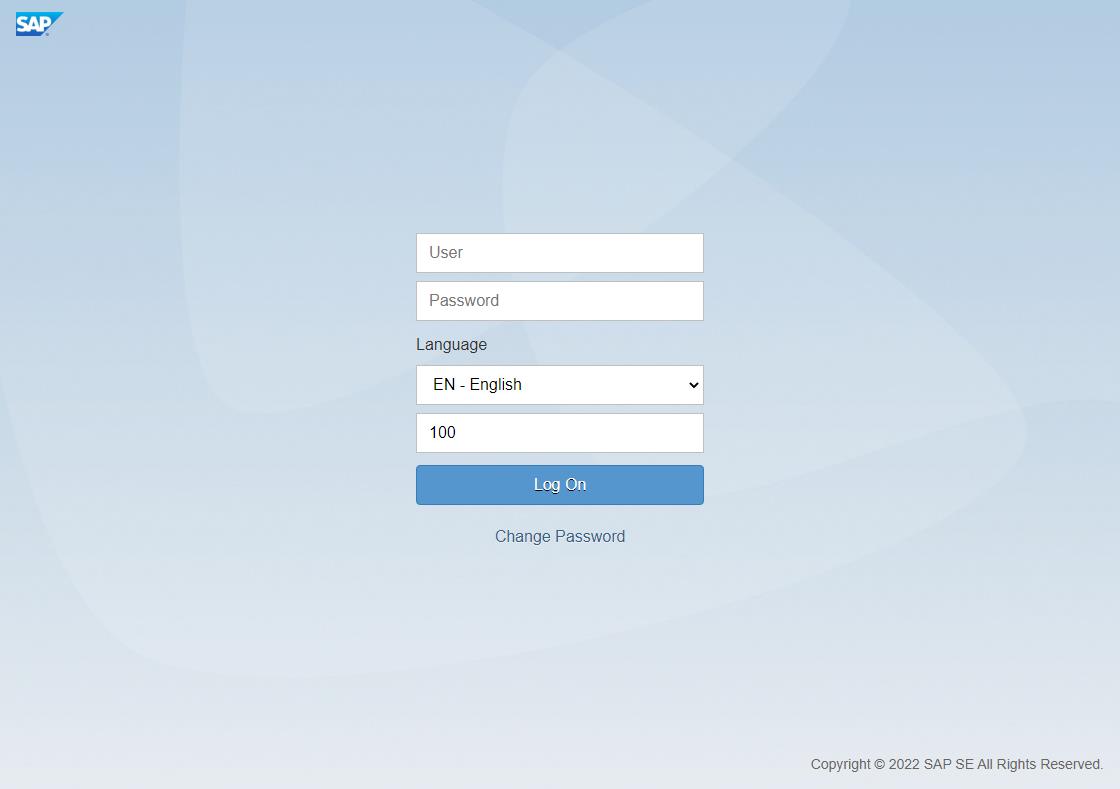 SAP
User
Password
Language
EN - English
100
Log On
Change Password
Copyright © 2022 SAP SE All Rights Reserved.